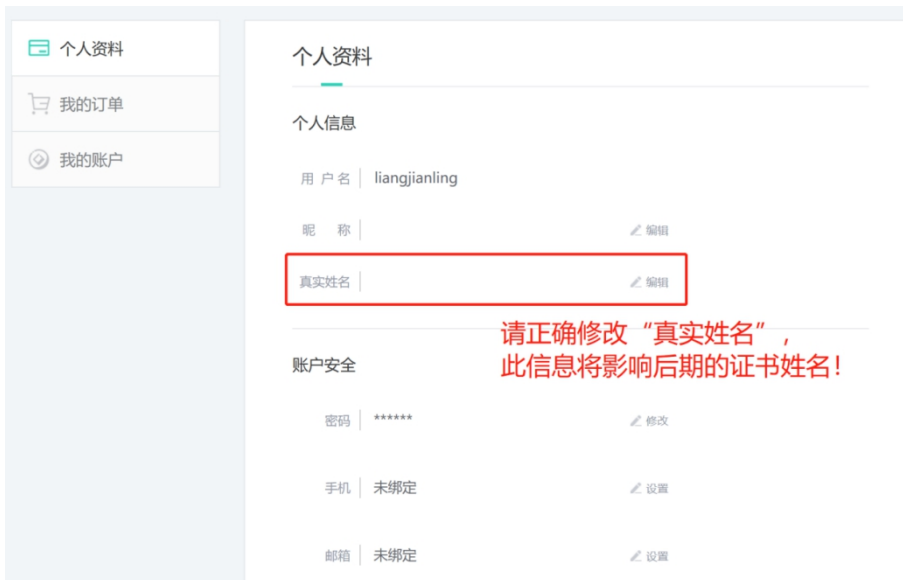 个人资料
我的订单
我的账户
个人资料
个人信息
用户名 liangjianling
昵 称 编辑
真实姓名 编辑
请正确修改“真实姓名”，
此信息将影响后期的证书姓名！
账户安全
密码 ****** 修改
手机 未绑定 设置
邮箱 未绑定 设置